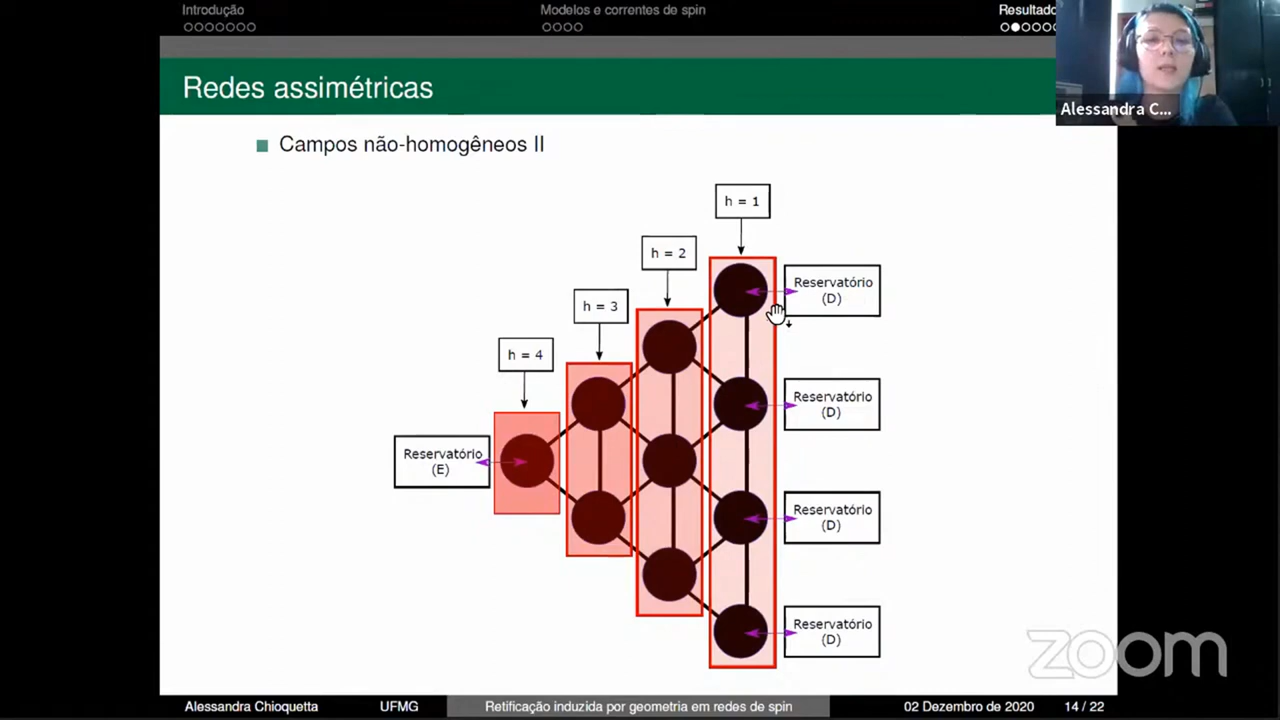 Introdução
Modelos e correntes de spin
Resultado
Alessandra C...
Redes assimétricas
Campos não-homogêneos II
h = 1
h = 2
h = 3
h = 4
Reservatório
(D)
Reservatório
(D)
Reservatório
(E)
Reservatório
(D)
Reservatório
(D)
zoom
Alessandra Chioquetta
UFMG
Retificação induzida por geometria em redes de spin
02 Dezembro de 2020
14 / 22